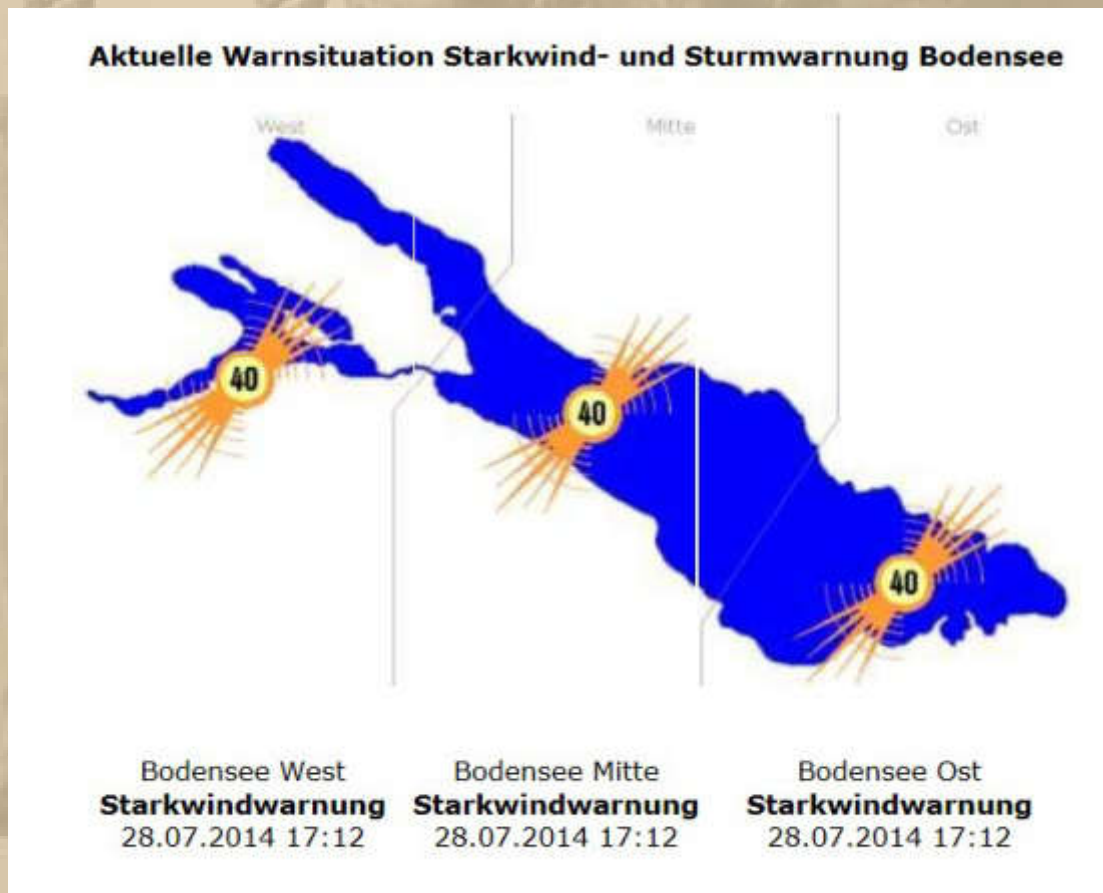 Aktuelle Warnsituation Starkwind- und Sturmwarnung Bodensee
West
Mitte
Ost
40
40
40
Bodensee West
Starkwindwarnung
28.07.2014 17:12
Bodensee Mitte
Starkwindwarnung
28.07.2014 17:12
Bodensee Ost
Starkwindwarnung
28.07.2014 17:12